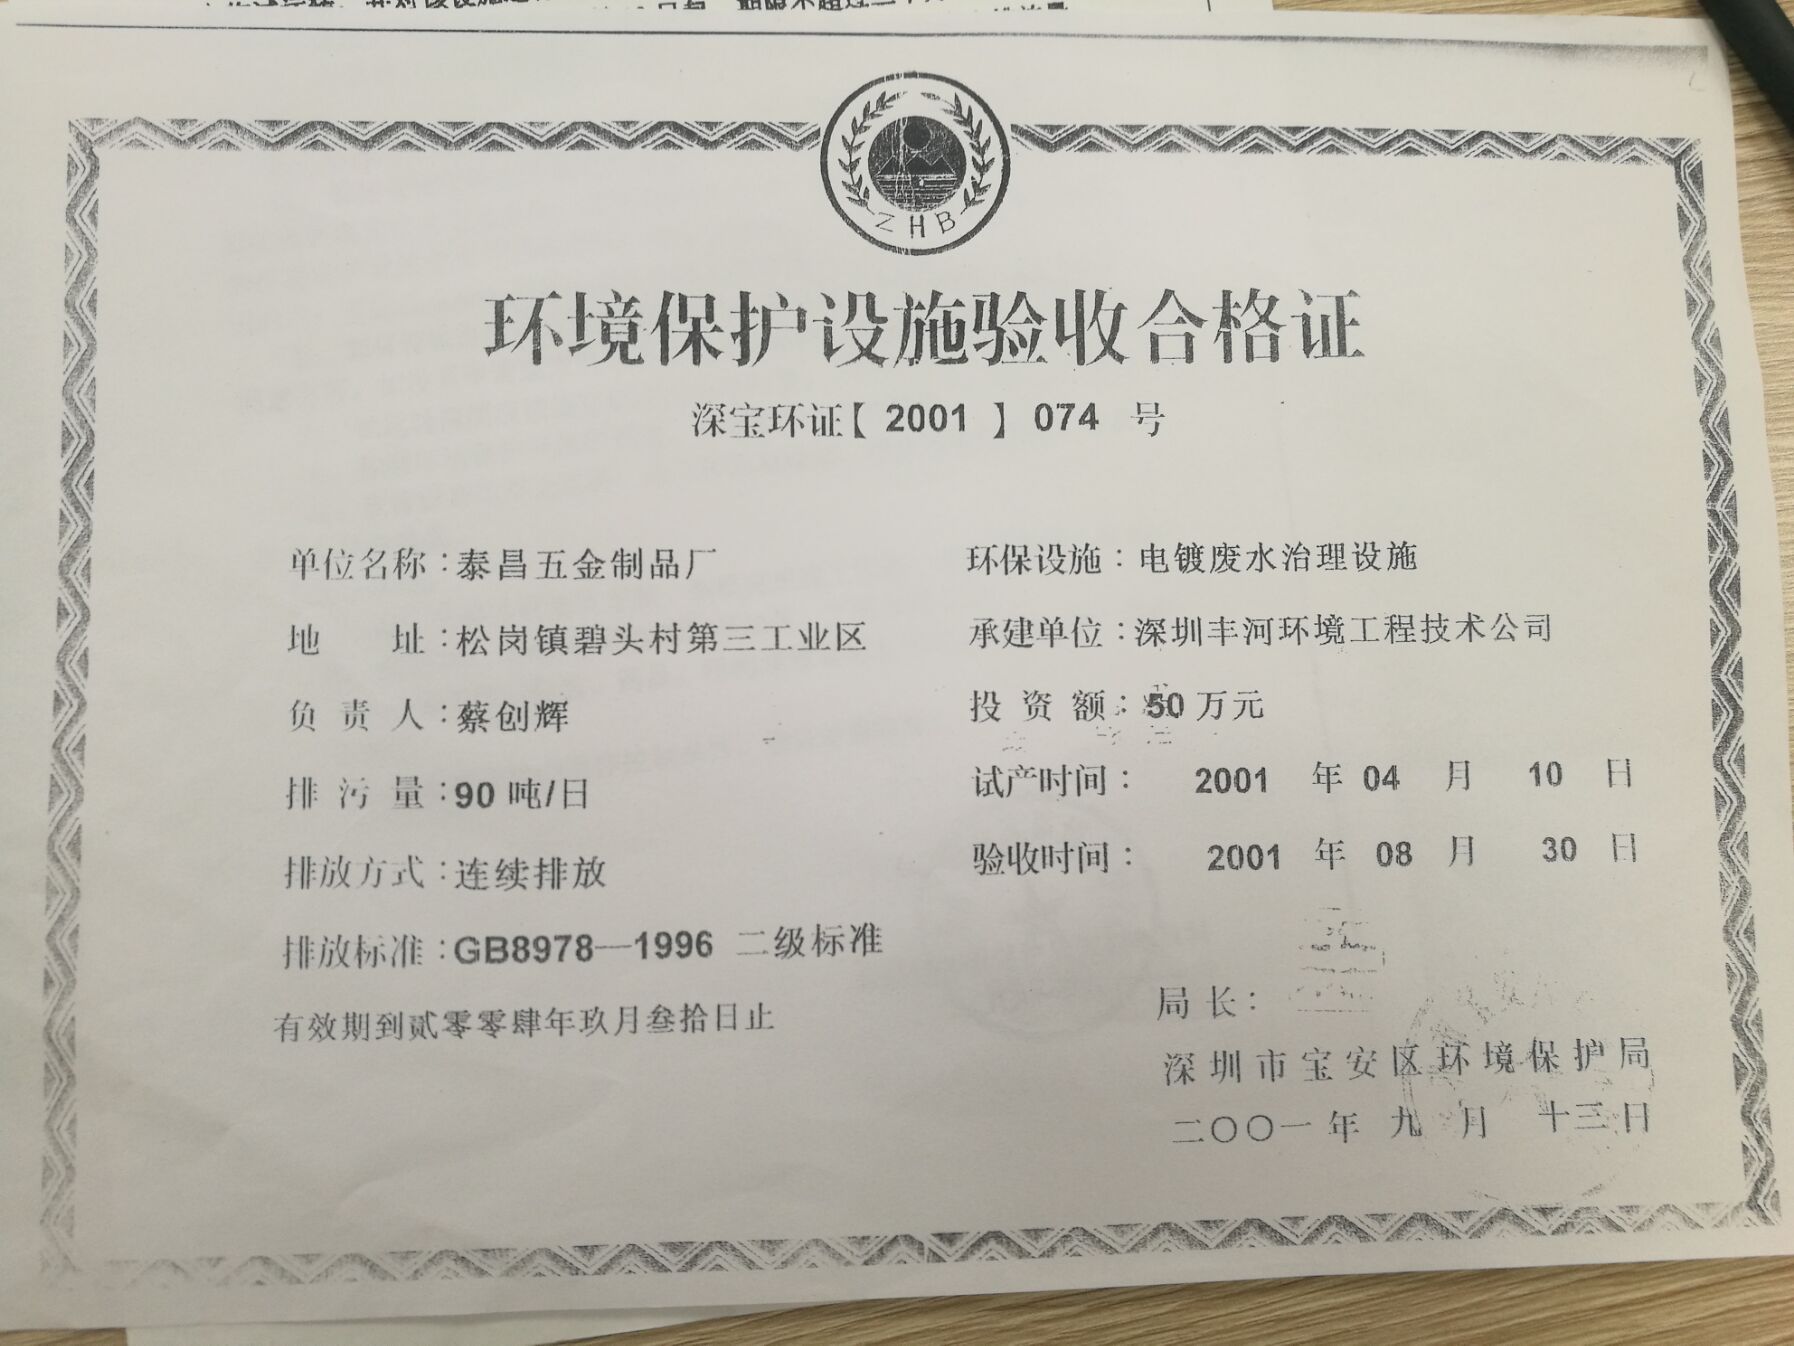 ZHB
环境保护设施验收合格证
深宝环证【 2001 】 074 号
单位名称：泰昌五金制品厂
地 址：松岗镇碧头村第三工业区
负 责 人：蔡创辉
排 污 量：90 吨/日
排放方式：连续排放
排放标准：GB8978—1996 二级标准
有效期到贰零零肆年玖月叁拾日止
环保设施：电镀废水治理设施
承建单位：深圳丰河环境工程技术公司
投 资 额：50 万元
试产时间： 2001 年 04 月 10 日
验收时间： 2001 年 08 月 30 日
局 长：
深圳市宝安区环境保护局
二〇〇一年 九 月 十三日